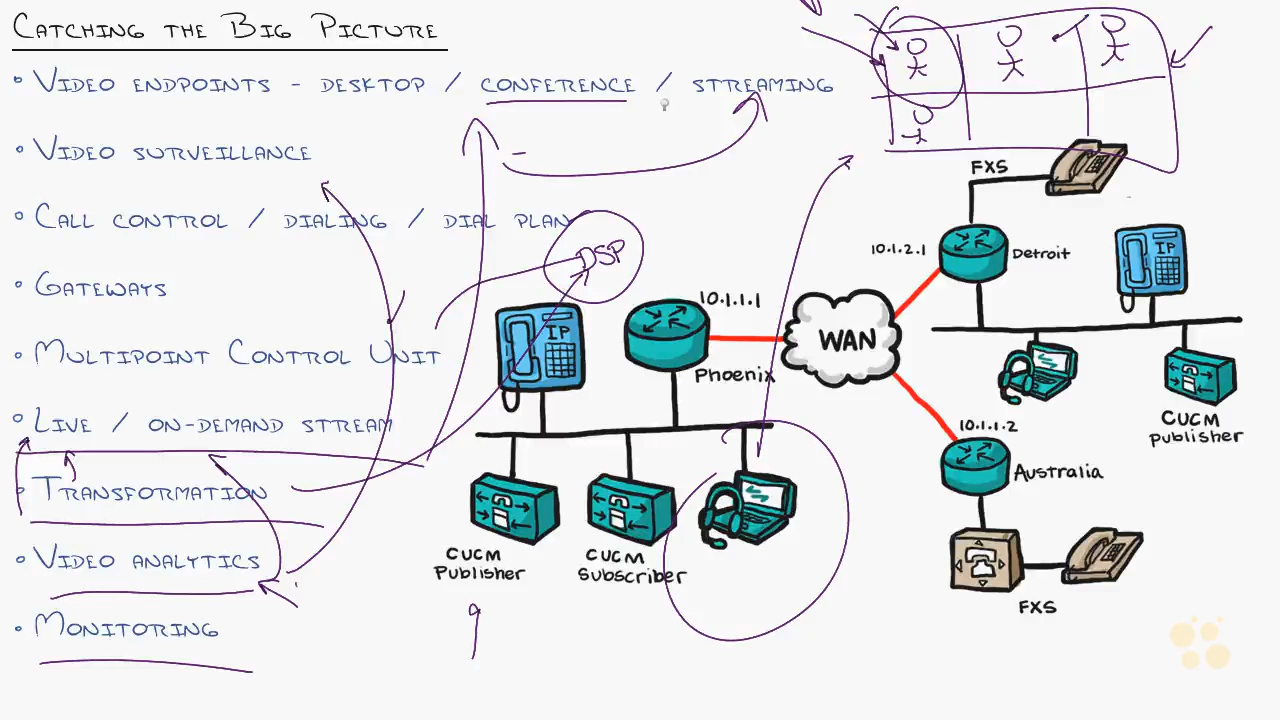 Catching the Big Picture
Video endpoints - desktop / conference / streaming
Video surveillance
Call control / dialing / dial plan
Gateways
Multipoint Control Unit
Live / on-demand stream
Transformation
Video analytics
Monitoring
DSP
IP
10.1.1.1
Phoenix
CUCM
Publisher
CUCM
Subscriber
WAN
FXS
10.1.2.1
Detroit
IP
CUCM
Publisher
10.1.1.2
Australia
FXS